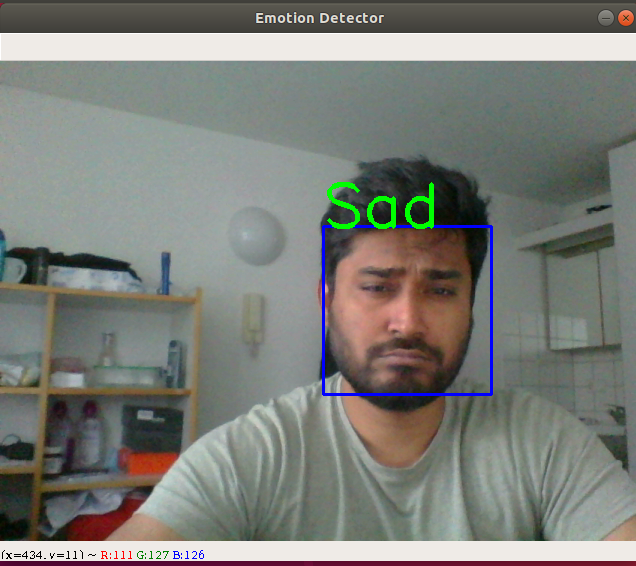 Emotion Detector
Sad
(x=434, y=11) ~ R:111 G:127 B:126